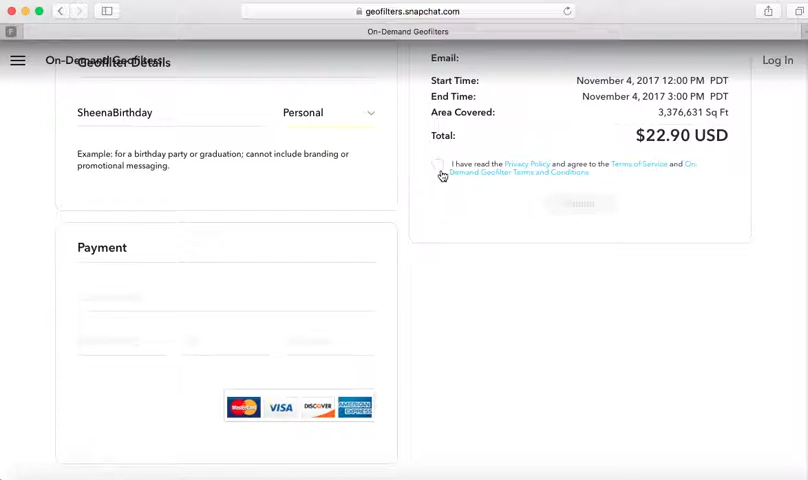 geofilters.snapchat.com
On-Demand Geofilters
On-Demand Geofilters
Log In
Geofilter Details
SheenaBirthday
Personal
Example: for a birthday party or graduation; cannot include branding or
promotional messaging.
Payment
MasterCard
VISA
DISCOVER
AMERICAN
EXPRESS
Email:
Start Time: November 4, 2017 12:00 PM PDT
End Time: November 4, 2017 3:00 PM PDT
Area Covered: 3,376,631 Sq Ft
Total: $22.90 USD
I have read the Privacy Policy and agree to the Terms of Service and On-
Demand Geofilter Terms and Conditions